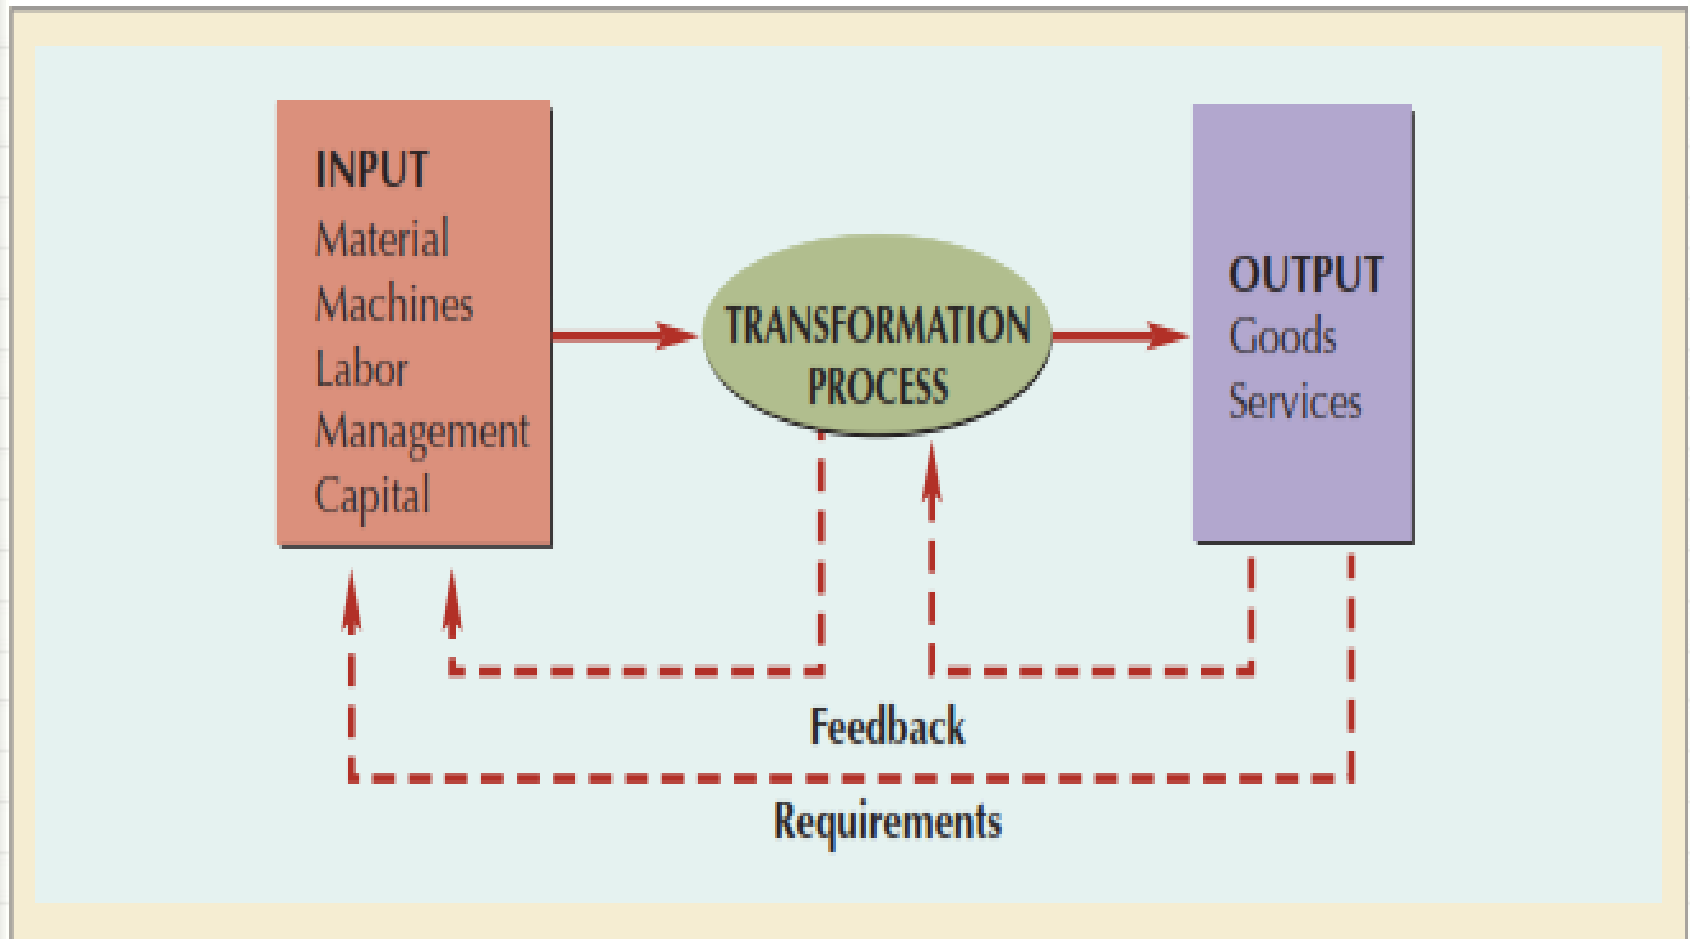 INPUT
Material
Machines
Labor
Management
Capital
TRANSFORMATION
PROCESS
OUTPUT
Goods
Services
Feedback
Requirements